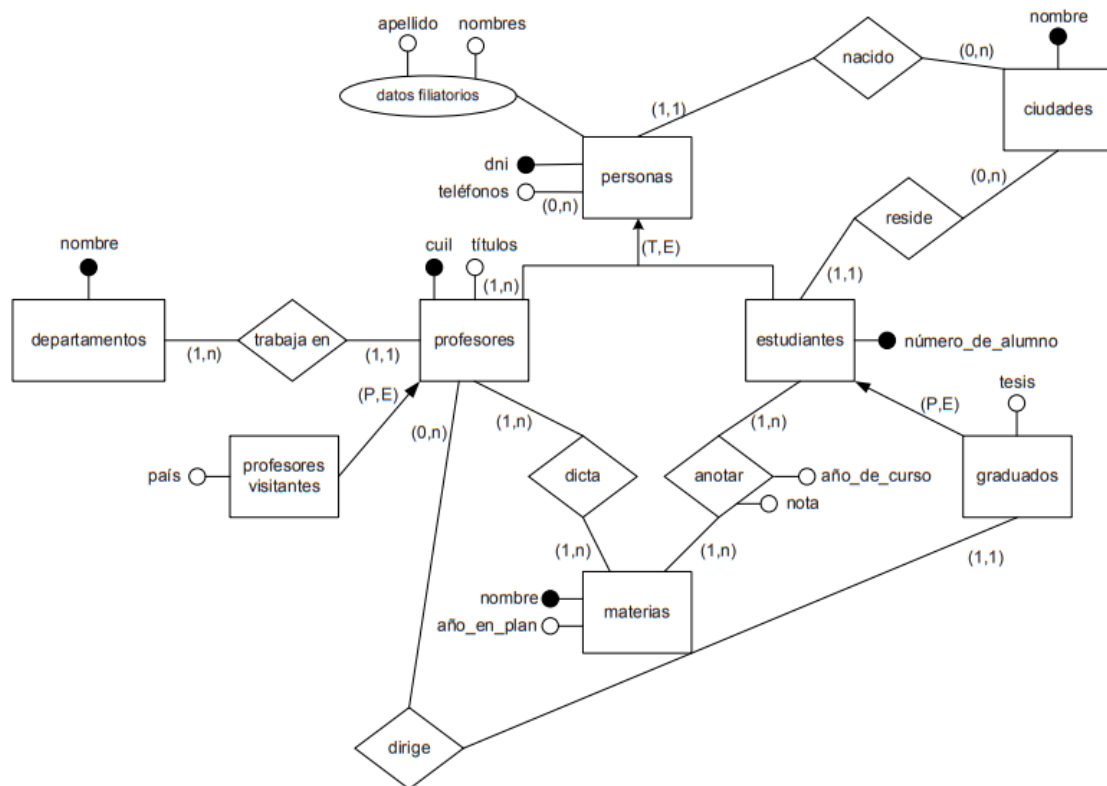 apellido
nombres
datos filiatorios
nombre
nacido
(0,n)
ciudades
(1,1)
dni
personas
teléfonos
(0,n)
(0,n)
reside
(T,E)
(1,1)
nombre
cuil
títulos
(1,n)
departamentos
(1,n)
trabaja en
(1,1)
profesores
estudiantes
número_de_alumno
tesis
(P,E)
(P,E)
(0,n)
(1,n)
(1,n)
país
profesores
visitantes
dicta
anotar
año_de_curso
nota
graduados
(1,n)
(1,n)
(1,1)
nombre
año_en_plan
materias
dirige